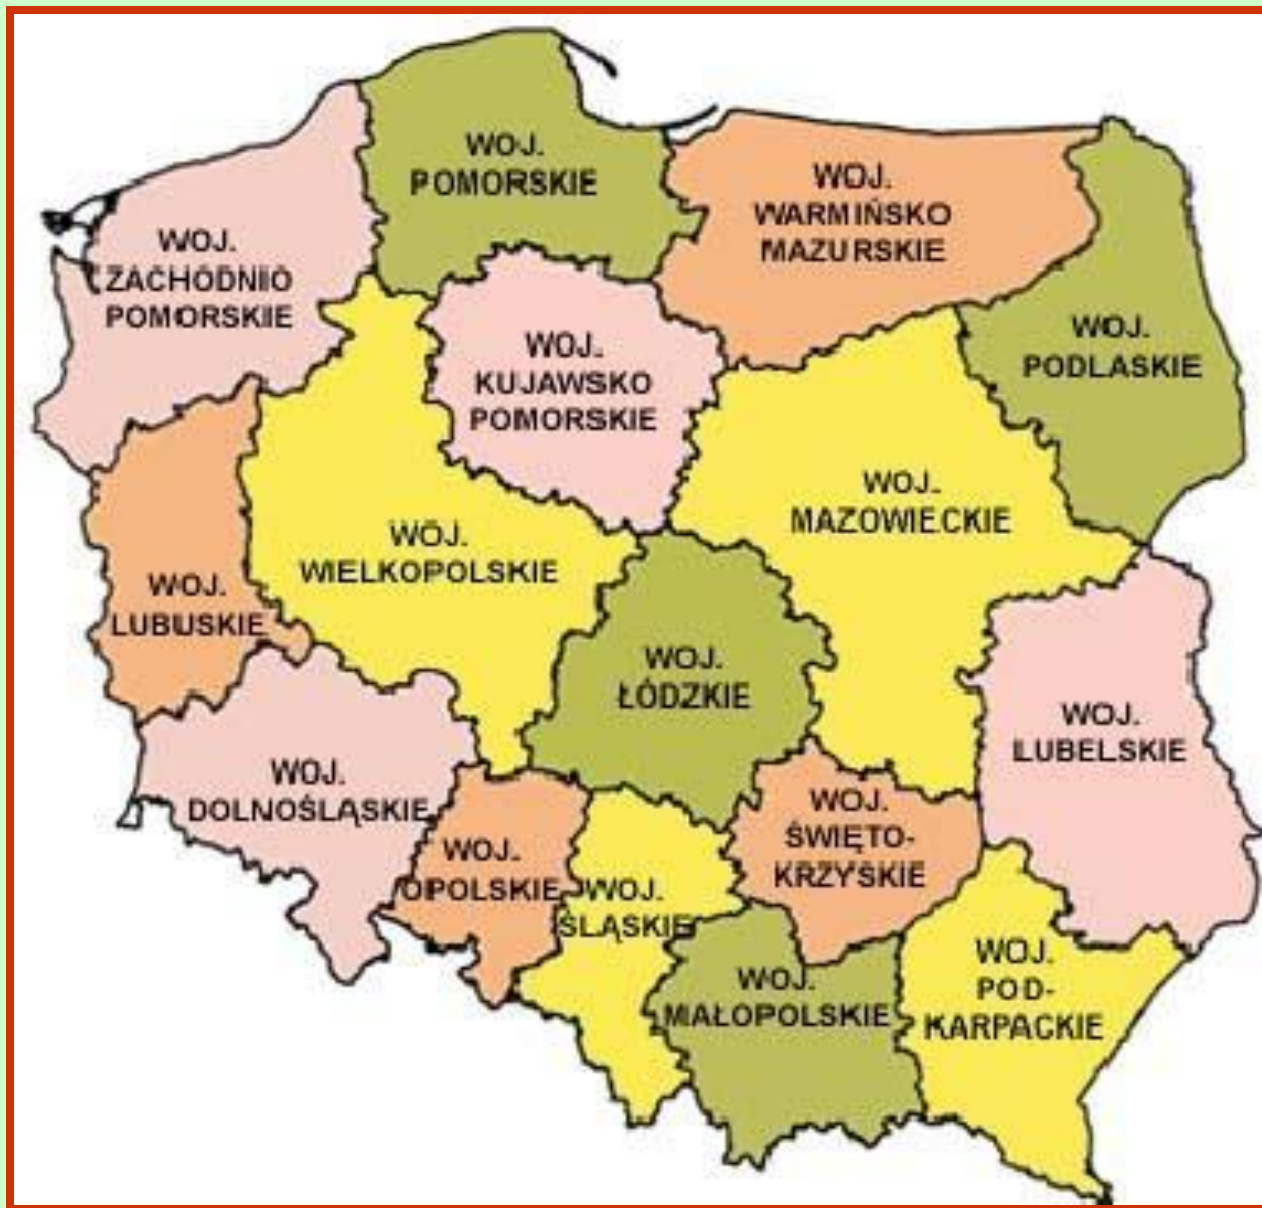 WOJ.
POMORSKIE
WOJ.
WARMIŃSKO
MAZURSKIE
WOJ.
ZACHODNIO
POMORSKIE
WOJ.
PODLASKIE
WOJ.
KUJAWSKO
POMORSKIE
WOJ.
MAZOWIECKIE
WOJ.
WIELKOPOLSKIE
WOJ.
LUBUSKIE
WOJ.
ŁÓDZKIE
WOJ.
LUBELSKIE
WOJ.
DOLNOŚLĄSKIE
WOJ.
ŚWIĘTO-
KRZYSKIE
WOJ.
OPOLSKIE
WOJ.
ŚLĄSKIE
WOJ.
MAŁOPOLSKIE
WOJ.
POD-
KARPACKIE